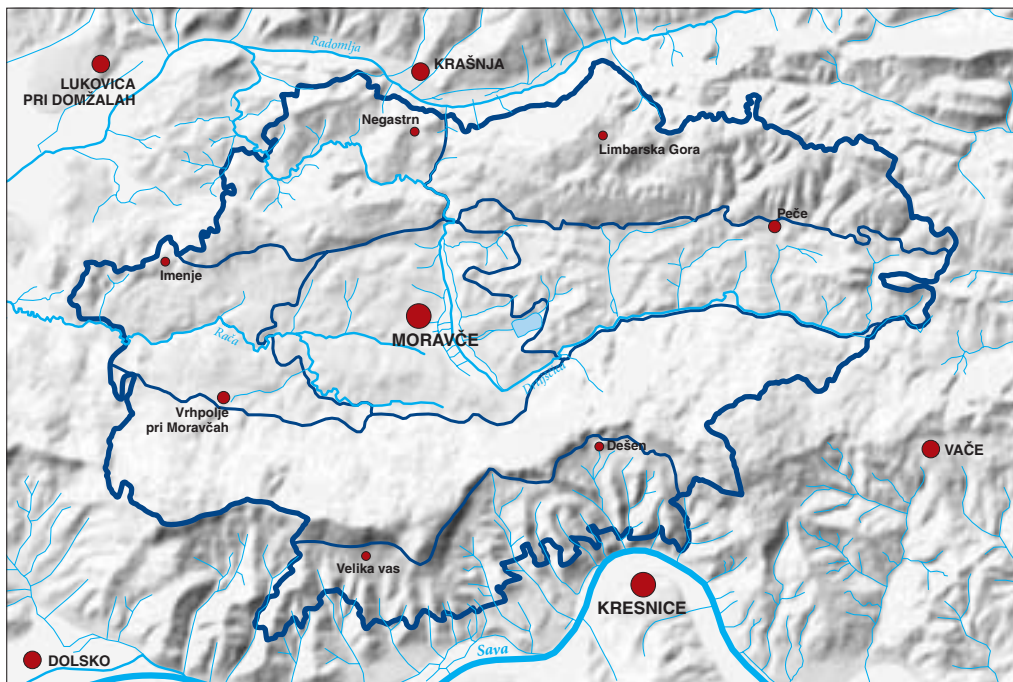 Radomlja
KRAŠNJA
LUKOVICA
PRI DOMŽALAH
Negastrn
Limbarska Gora
Peče
Imenje
MORAVČE
Rača
Drtijščica
Vrhpolje
pri Moravčah
Dešen
VAČE
Velika vas
KRESNICE
Sava
DOLSKO